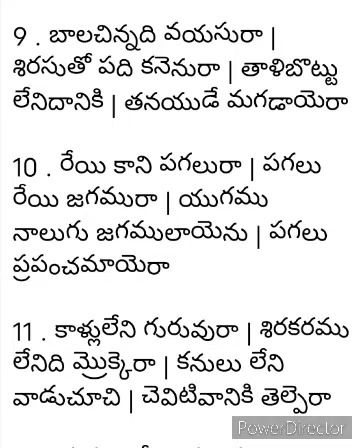 9 . బాలచిన్నది వయసురా |
శిరసుతో పది కనెనురా | తాళిబొట్టు
లేనిదానికి | తనయుడే మగడాయెరా
10 . రేయి కాని పగలురా | పగలు
రేయి జగమురా | యుగము
నాలుగు జగములాయెను | పగలు
ప్రపంచమాయెరా
11 . కాళ్లులేని గురువురా | శిరకరము
లేనిది మ్రొక్కెరా | కనులు లేని
వాడుచూచి | చెవిటివానికి తెల్పెరా
PowerDirector